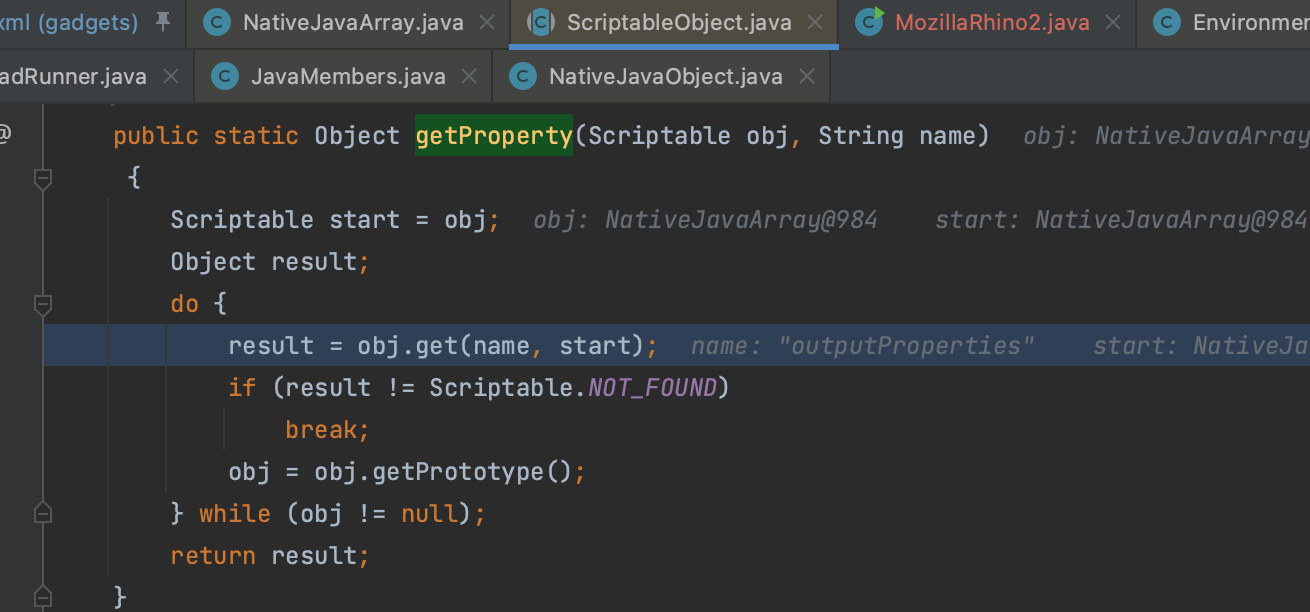 xml (gadgets) NativeJavaArray.java ScriptableObject.java MozillaRhino2.java Environmen
adRunner.java JavaMembers.java NativeJavaObject.java
@ public static Object getProperty(Scriptable obj, String name) obj: NativeJavaArray
{
Scriptable start = obj; obj: NativeJavaArray@984 start: NativeJavaArray@984
Object result;
do {
result = obj.get(name, start); name: "outputProperties" start: NativeJa
if (result != Scriptable.NOT_FOUND)
break;
obj = obj.getPrototype();
} while (obj != null);
return result;
}